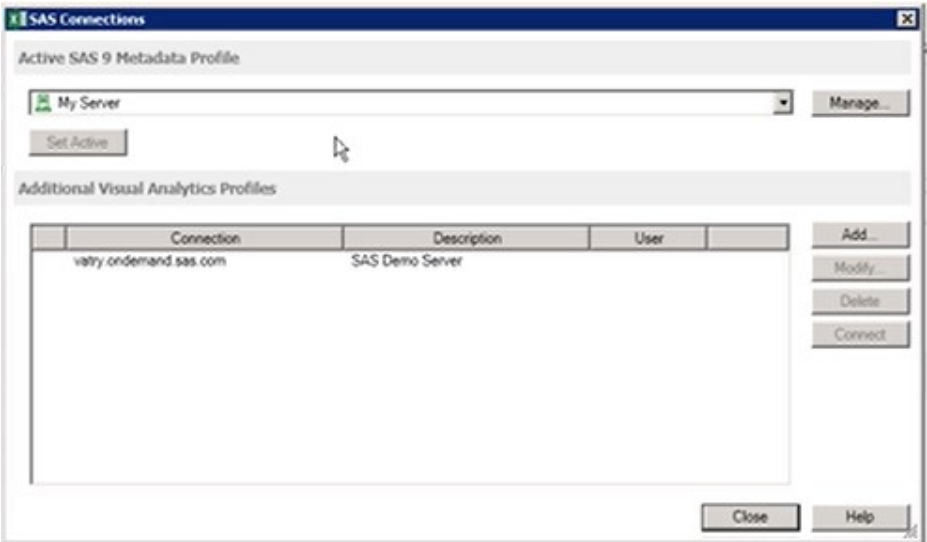 SAS Connections
Active SAS 9 Metadata Profile
My Server
Manage...
Set Active
Additional Visual Analytics Profiles
Connection Description User
Add...
vatry.ondemand.sas.com SAS Demo Server
Modify...
Delete
Connect
Close Help